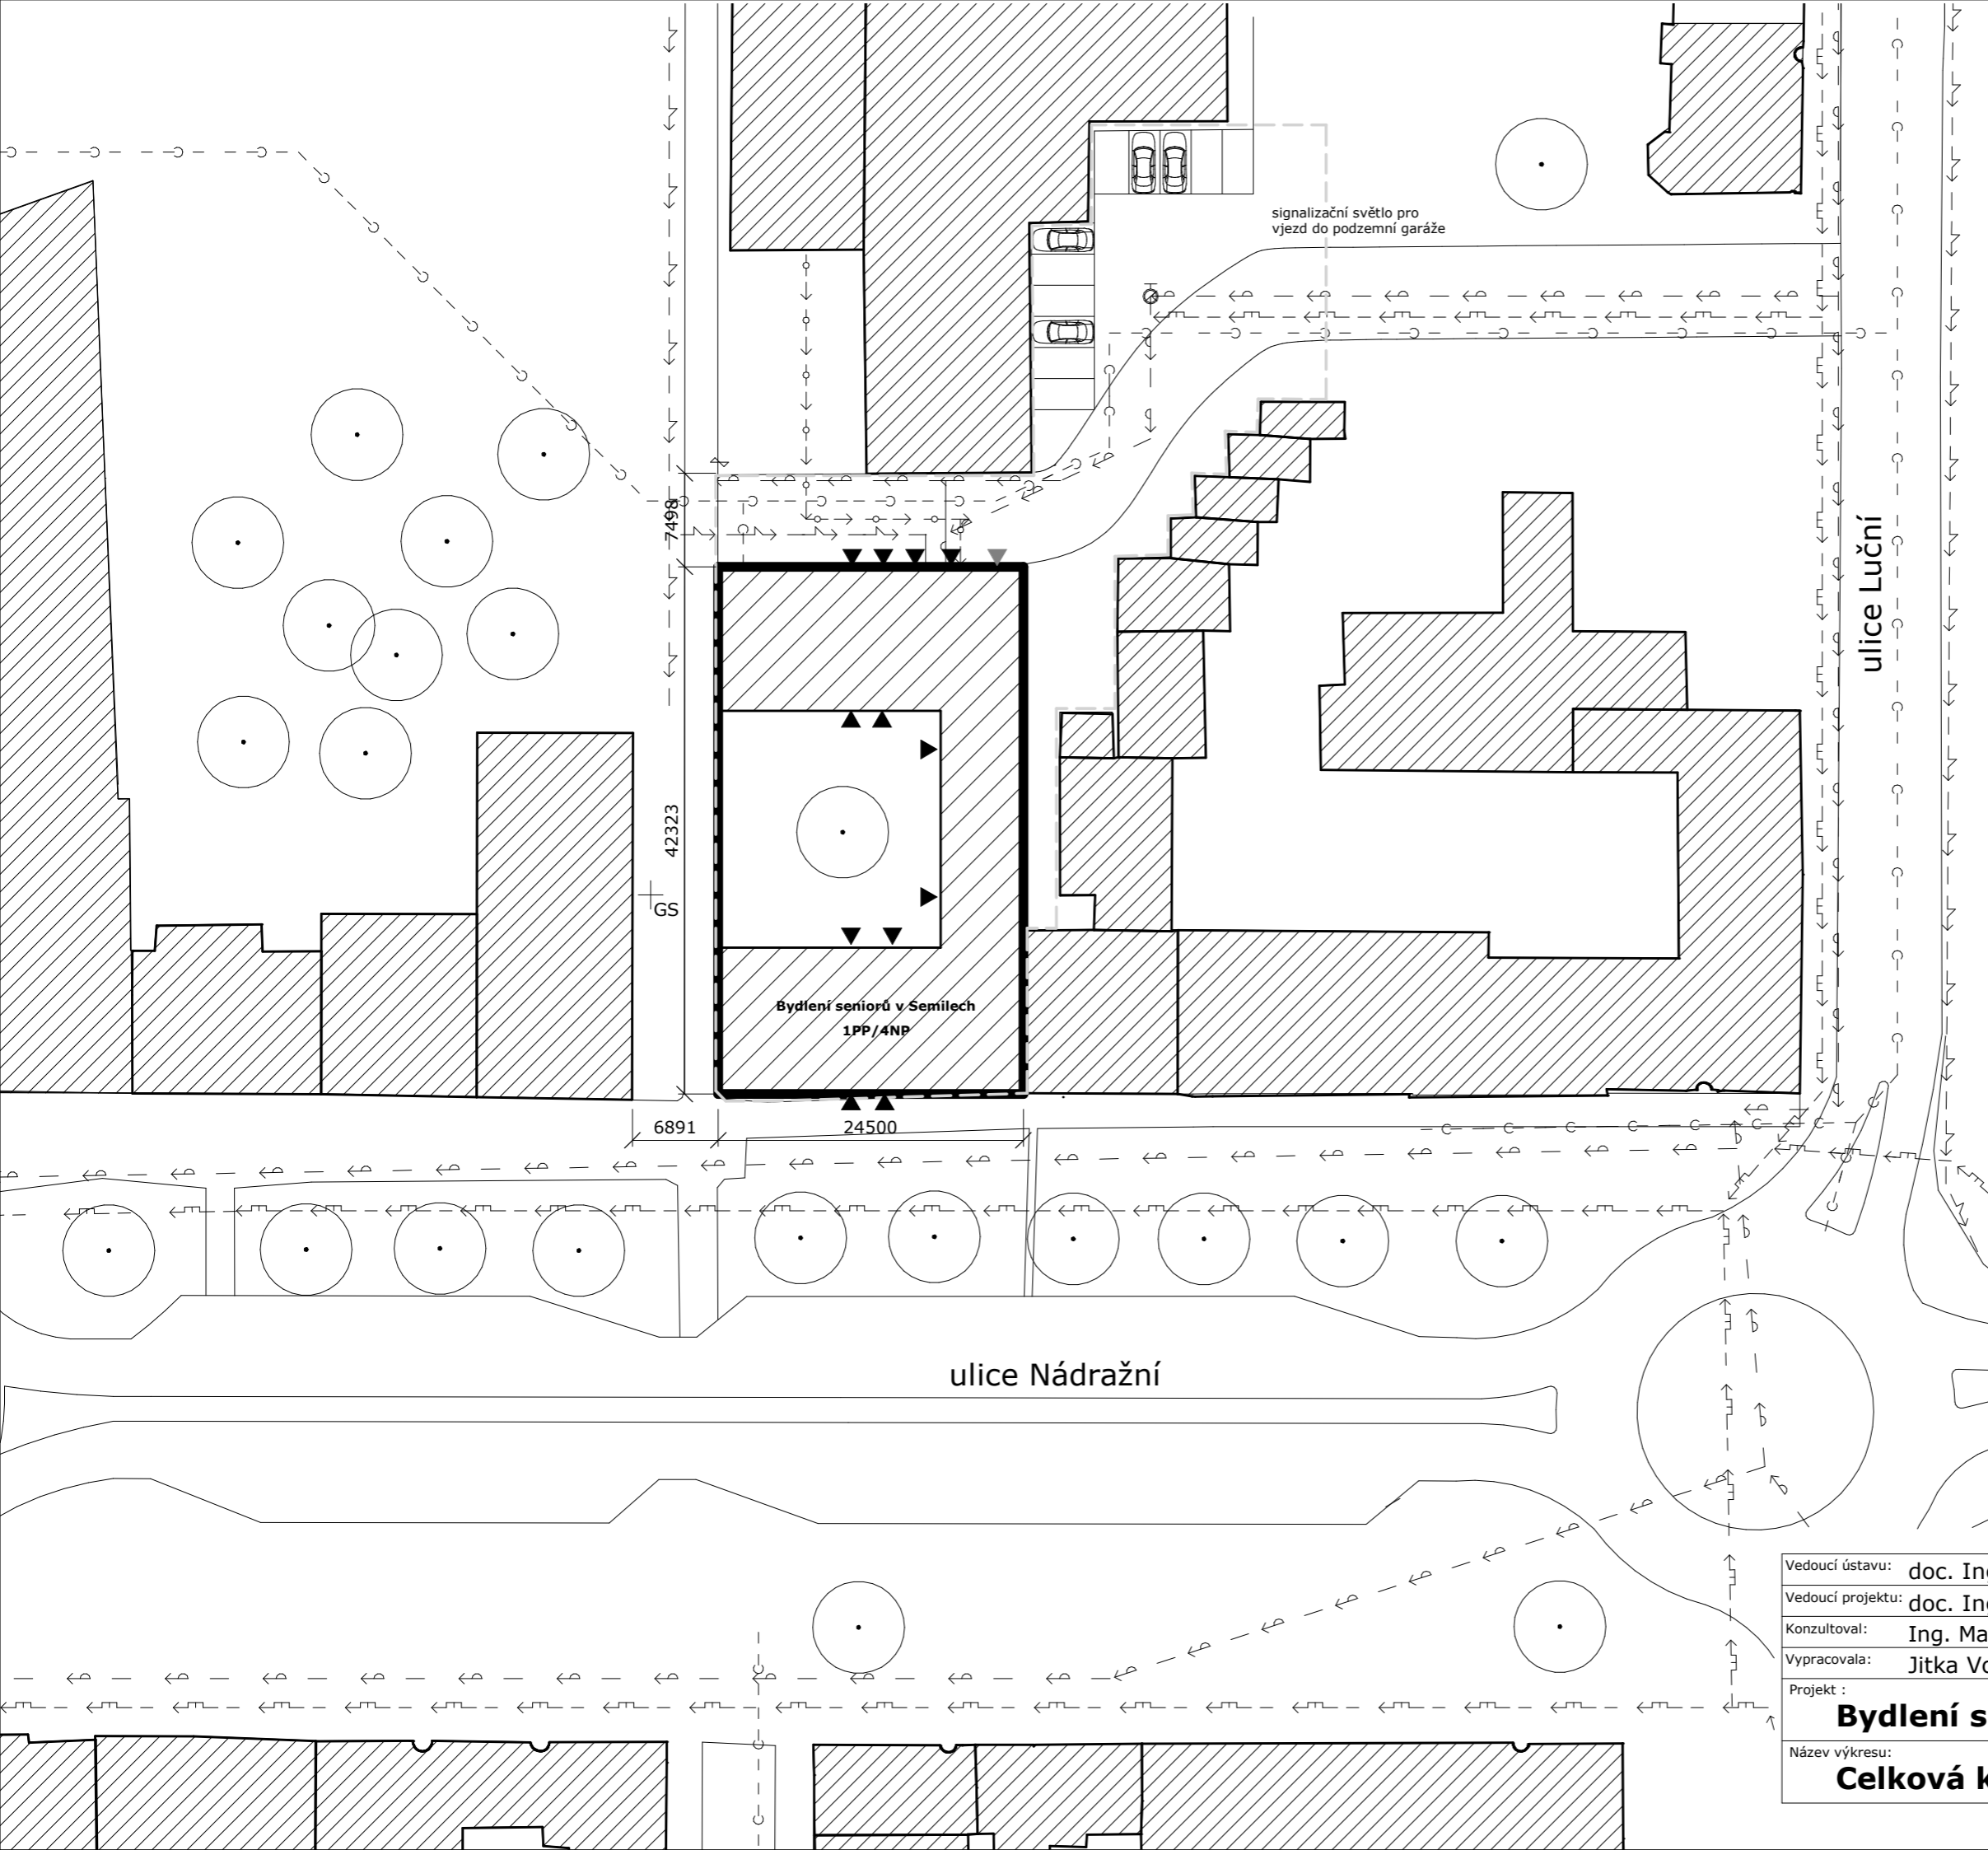 signalizační světlo pro
vjezd do podzemní garáže
7498
ulice Luční
42323
GS
Bydlení seniorů v Semilech
1PP/4NP
6891
24500
ulice Nádražní
Vedoucí ústavu: doc. Ing
Vedoucí projektu: doc. Ing
Konzultoval: Ing. Ma
Vypracovala: Jitka Vo
Projekt :
Bydlení s
Název výkresu:
Celková k